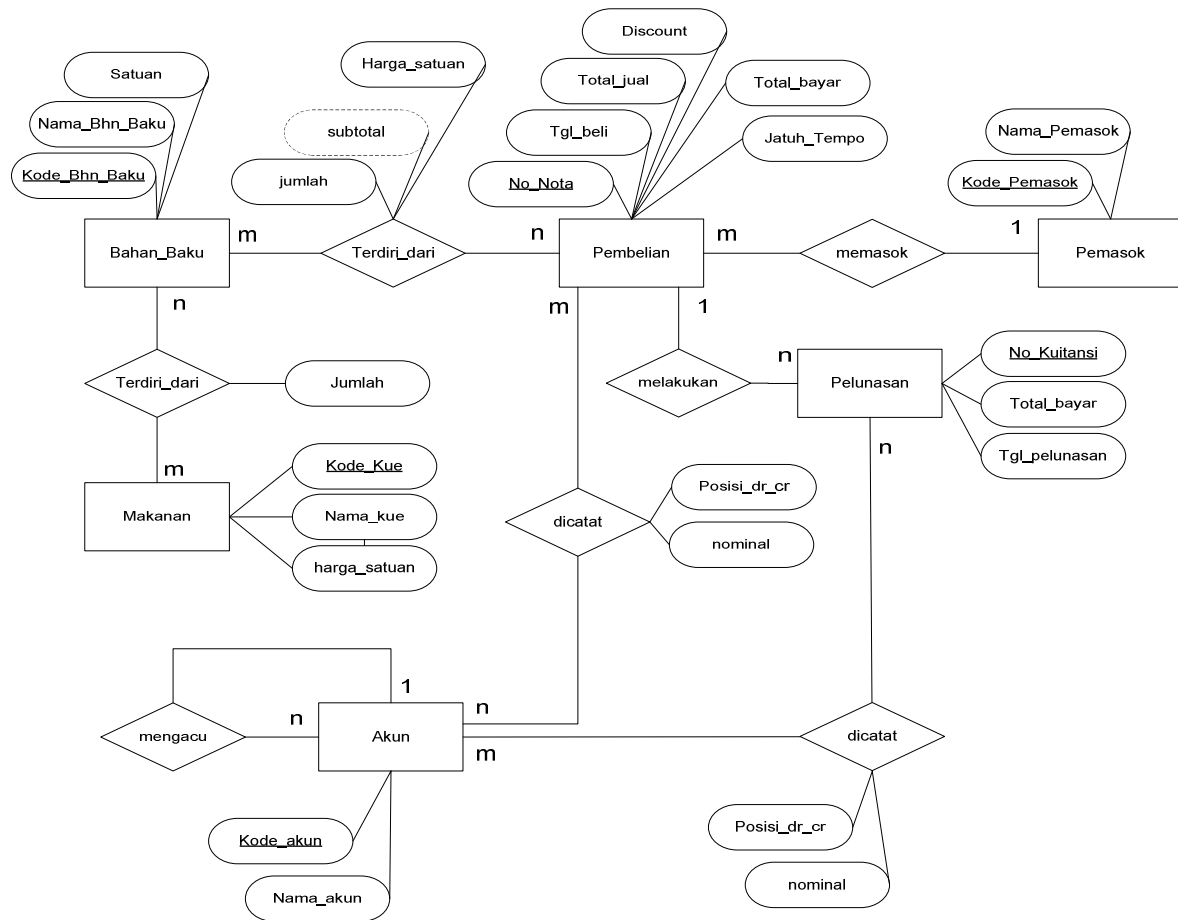 Discount
Satuan
Harga_satuan
Total_jual
Total_bayar
Nama_Bhn_Baku
subtotal
Tgl_beli
Jatuh_Tempo
Nama_Pemasok
Kode_Bhn_Baku
jumlah
No_Nota
Kode_Pemasok
m
n
m
1
Bahan_Baku
Terdiri_dari
Pembelian
memasok
Pemasok
n
m
1
Terdiri_dari
Jumlah
melakukan
n
Pelunasan
No_Kuitansi
Total_bayar
Tgl_pelunasan
n
m
Kode_Kue
Makanan
Nama_kue
harga_satuan
dicatat
Posisi_dr_cr
nominal
1
n
n
mengacu
Akun
m
dicatat
Kode_akun
Nama_akun
Posisi_dr_cr
nominal